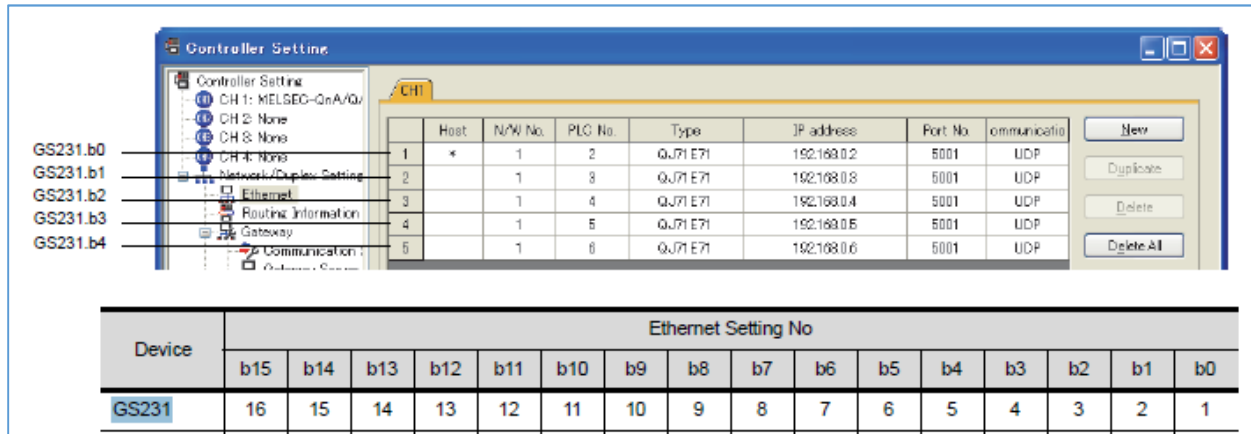 Controller Setting
Controller Setting
CH 1: MELSEC-QnA/Q/
CH 2: None
CH 3: None
CH 4: None
Network/Duplex Setting
Ethernet
Routing Information
Gateway
Communication
GS231.b0
GS231.b1
GS231.b2
GS231.b3
GS231.b4
CH1
Host N/W No. PLC No. Type IP address Port No. ommunicatio
1 * 1 2 QJ71E71 192.168.0.2 5001 UDP
2 1 3 QJ71E71 192.168.0.3 5001 UDP
3 1 4 QJ71E71 192.168.0.4 5001 UDP
4 1 5 QJ71E71 192.168.0.5 5001 UDP
5 1 6 QJ71E71 192.168.0.6 5001 UDP
New
Duplicate
Delete
Delete All
Device Ethernet Setting No
b15 b14 b13 b12 b11 b10 b9 b8 b7 b6 b5 b4 b3 b2 b1 b0
GS231 16 15 14 13 12 11 10 9 8 7 6 5 4 3 2 1